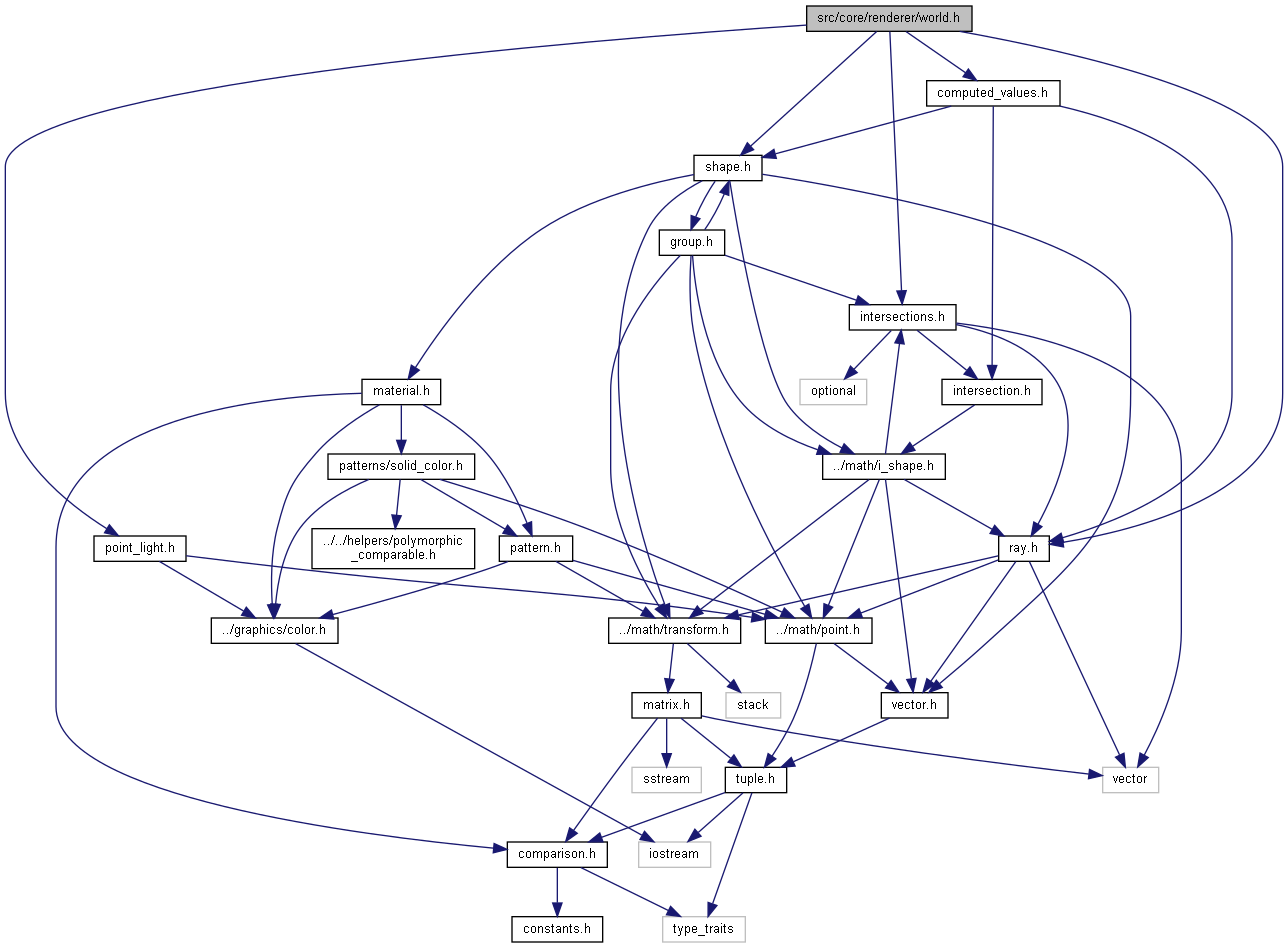 src/core/renderer/world.h
computed_values.h
shape.h
group.h
intersections.h
material.h
optional
intersection.h
patterns/solid_color.h
../math/i_shape.h
point_light.h
../../helpers/polymorphic
_comparable.h
pattern.h
ray.h
../graphics/color.h
../math/transform.h
../math/point.h
matrix.h
stack
vector.h
sstream
tuple.h
vector
comparison.h
iostream
constants.h
type_traits